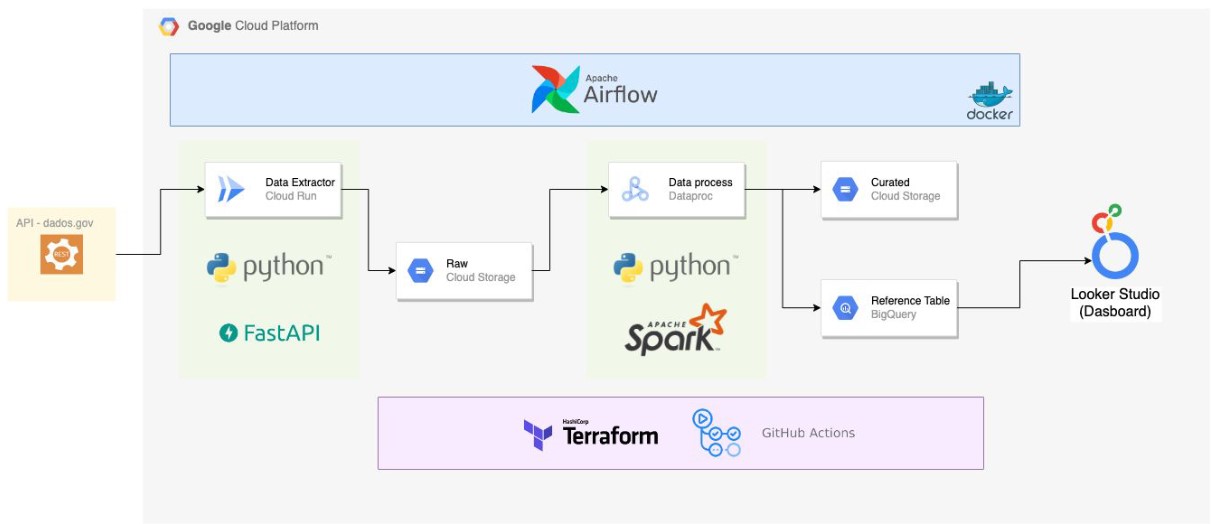 Google Cloud Platform
Apache
Airflow
docker
API - dados.gov
REST
Data Extractor
Cloud Run
python™
FastAPI
Raw
Cloud Storage
Data process
Dataproc
python™
APACHE
Spark™
Curated
Cloud Storage
Reference Table
BigQuery
Looker Studio
(Dasboard)
HashiCorp
Terraform
GitHub Actions